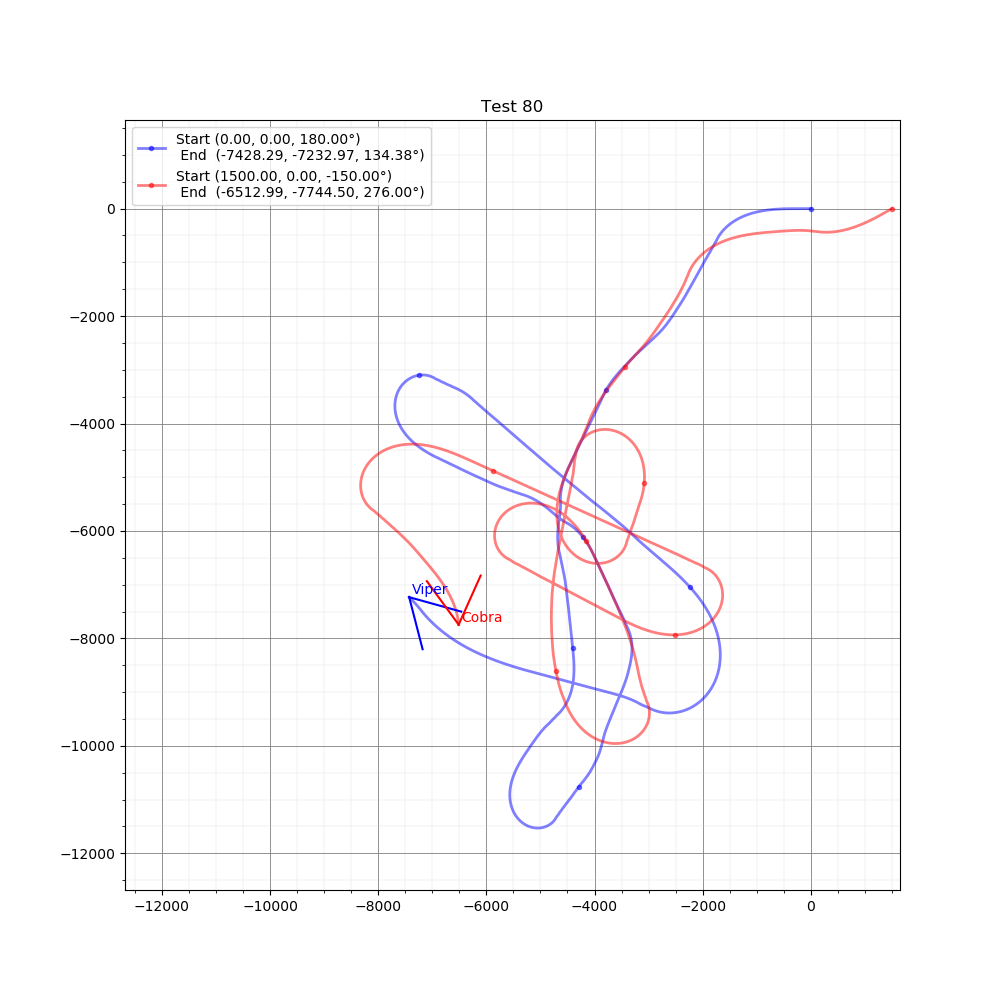 Test 80
Start (0.00, 0.00, 180.00°)
End (-7428.29, -7232.97, 134.38°)
Start (1500.00, 0.00, -150.00°)
End (-6512.99, -7744.50, 276.00°)
0
−2000
−4000
−6000
Viper
Cobra
−8000
−10000
−12000
−12000 −10000 −8000 −6000 −4000 −2000 0